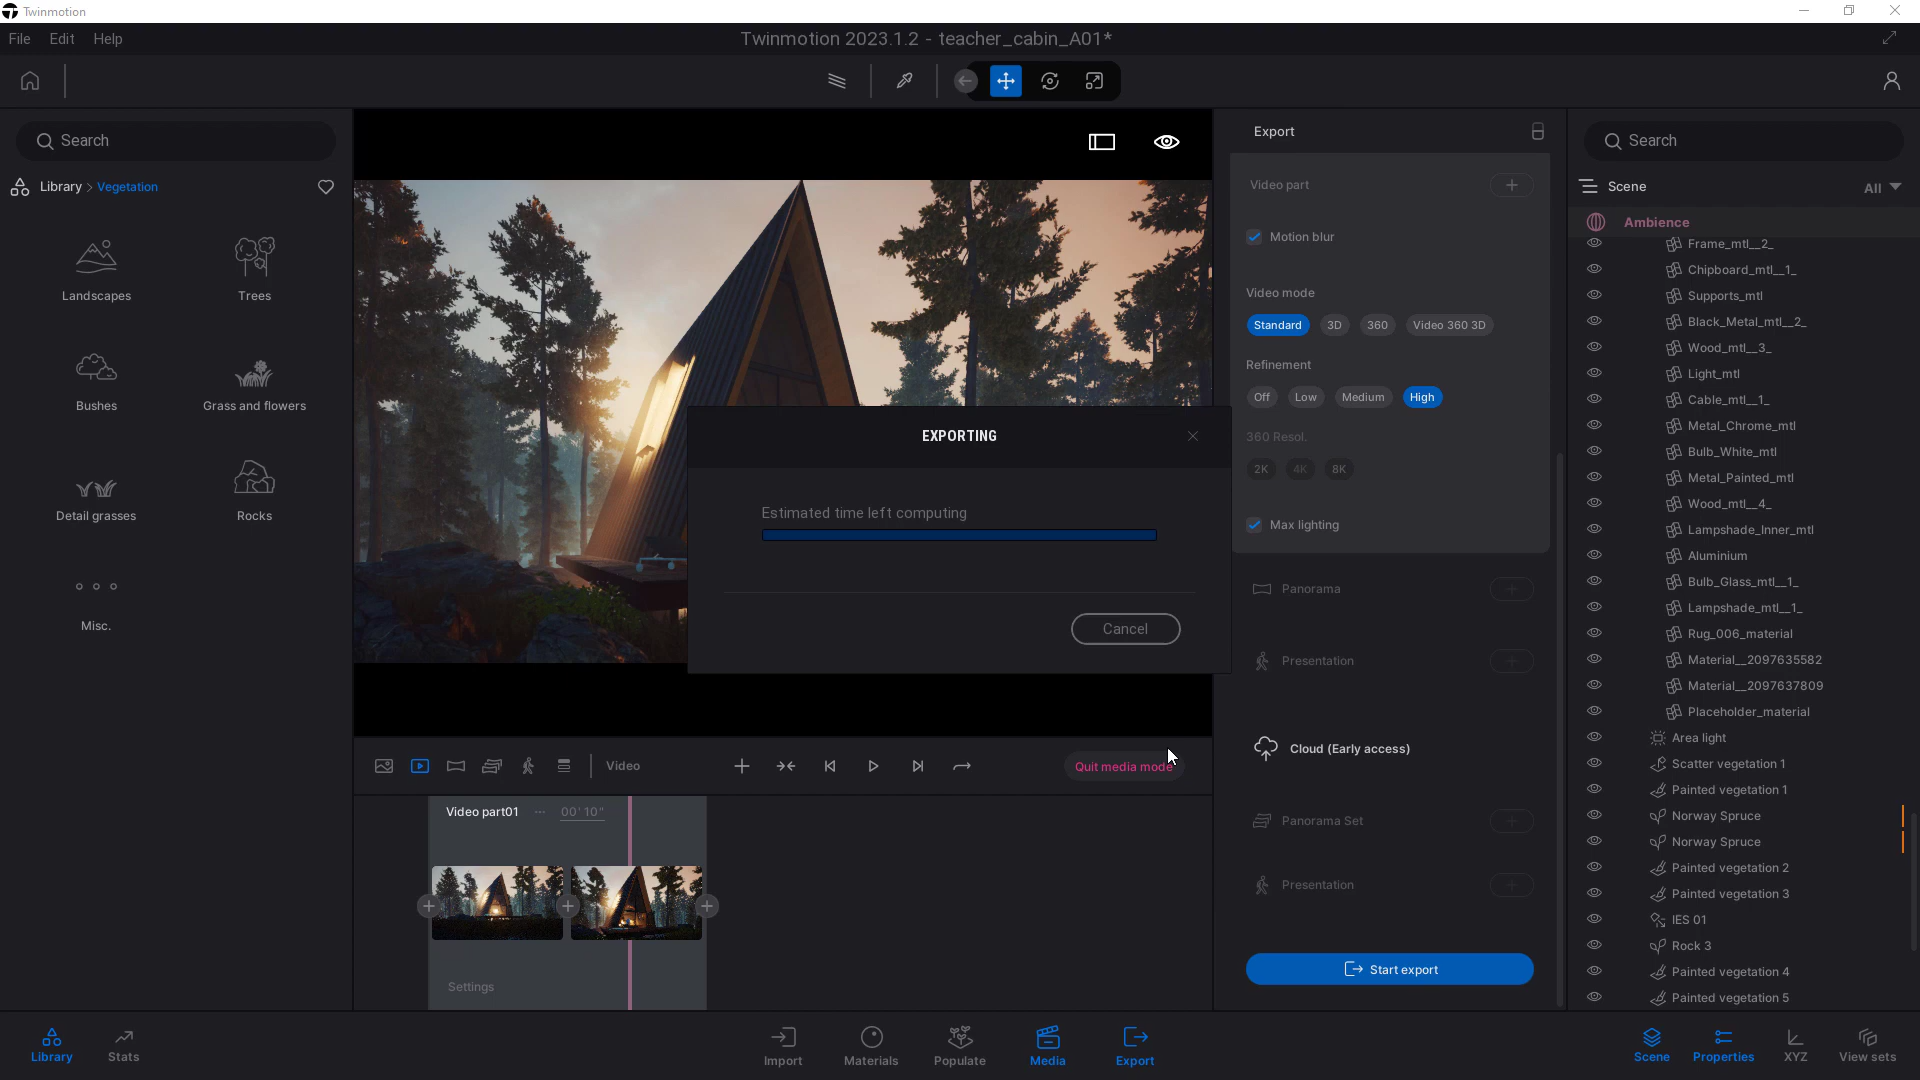 Twinmotion
File Edit Help
Twinmotion 2023.1.2 - teacher_cabin_A01*
Search
Library > Vegetation
Landscapes
Trees
Bushes
Grass and flowers
Detail grasses
Rocks
Misc.
EXPORTING
Estimated time left computing
Cancel
Video
Quit media mode
Video part01 ... 00' 10"
Settings
Export
Video part
Motion blur
Video mode
Standard 3D 360 Video 360 3D
Refinement
Off Low Medium High
360 Resol.
2K 4K 8K
Max lighting
Panorama
Presentation
Cloud (Early access)
Panorama Set
Presentation
Start export
Search
Scene All
Ambience
Frame_mtl__2_
Chipboard_mtl__1_
Supports_mtl
Black_Metal_mtl__2_
Wood_mtl__3_
Light_mtl
Cable_mtl__1_
Metal_Chrome_mtl
Bulb_White_mtl
Metal_Painted_mtl
Wood_mtl__4_
Lampshade_Inner_mtl
Aluminium
Bulb_Glass_mtl__1_
Lampshade_mtl__1_
Rug_006_material
Material__2097635582
Material__2097637809
Placeholder_material
Area light
Scatter vegetation 1
Painted vegetation 1
Norway Spruce
Norway Spruce
Painted vegetation 2
Painted vegetation 3
IES 01
Rock 3
Painted vegetation 4
Painted vegetation 5
Library Stats Import Materials Populate Media Export Scene Properties XYZ View sets